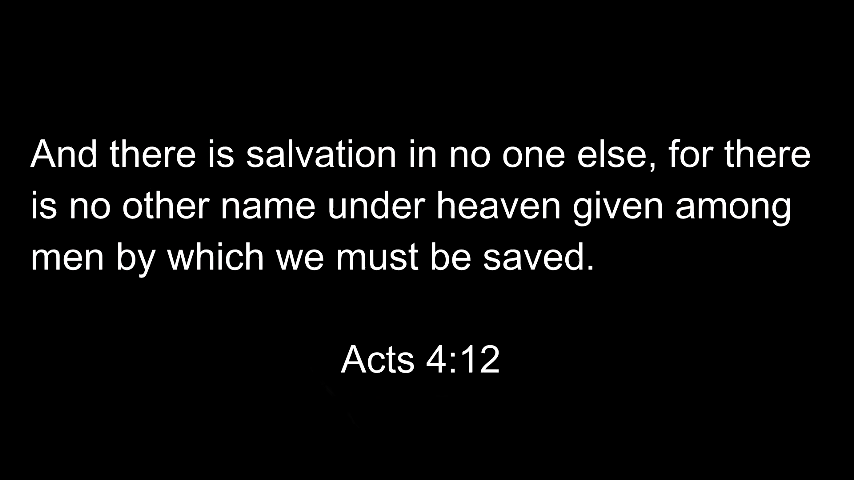 And there is salvation in no one else, for there
is no other name under heaven given among
men by which we must be saved.
Acts 4:12